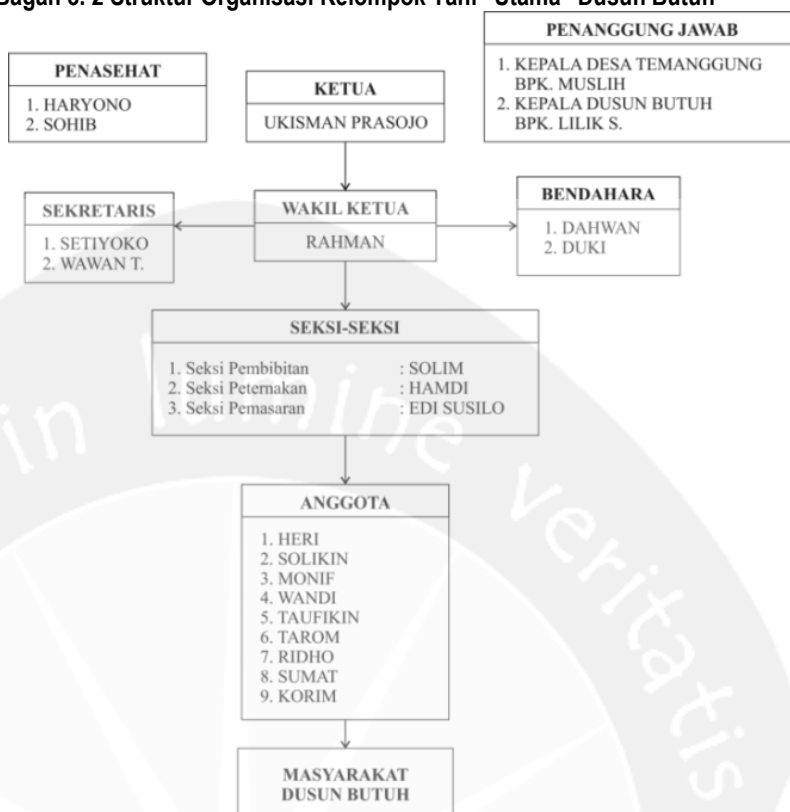 Bagan 3. 2 Struktur Organisasi Kelompok Tani "Utama" Dusun Butuh
PENANGGUNG JAWAB
1. KEPALA DESA TEMANGGUNG
BPK. MUSLIH
2. KEPALA DUSUN BUTUH
BPK. LILIK S.
PENASEHAT
1. HARYONO
2. SOHIB
KETUA
UKISMAN PRASOJO
SEKRETARIS
1. SETIYOKO
2. WAWAN T.
WAKIL KETUA
RAHMAN
BENDAHARA
1. DAHWAN
2. DUKI
SEKSI-SEKSI
1. Seksi Pembibitan : SOLIM
2. Seksi Peternakan : HAMDI
3. Seksi Pemasaran : EDI SUSILO
ANGGOTA
1. HERI
2. SOLIKIN
3. MONIF
4. WANDI
5. TAUFIKIN
6. TAROM
7. RIDHO
8. SUMAT
9. KORIM
MASYARAKAT
DUSUN BUTUH
in lumine veritatis